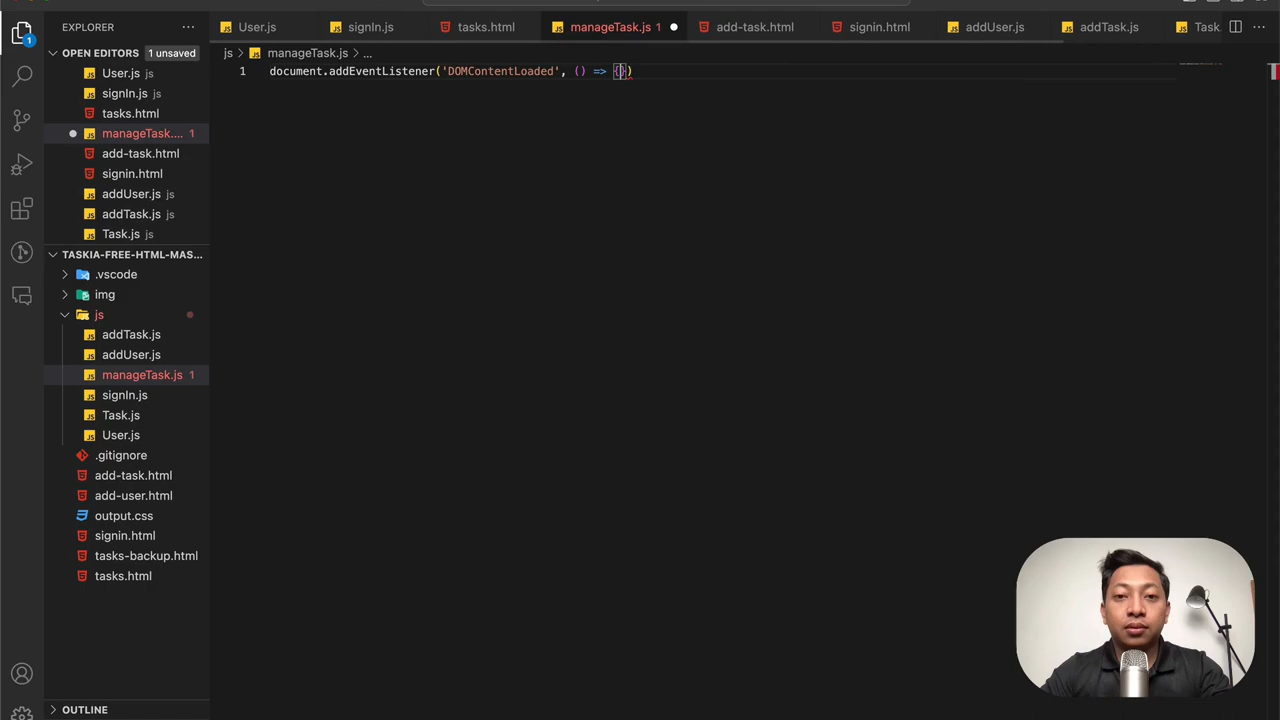 EXPLORER
User.js
signIn.js
tasks.html
manageTask.js 1
add-task.html
signin.html
addUser.js
addTask.js
Task
OPEN EDITORS 1 unsaved
js > manageTask.js > ...
User.js js
signIn.js js
tasks.html
manageTask.... 1
add-task.html
signin.html
addUser.js js
addTask.js js
Task.js js
1 document.addEventListener('DOMContentLoaded', () => {})
TASKIA-FREE-HTML-MAS...
.vscode
img
js
addTask.js
addUser.js
manageTask.js 1
signIn.js
Task.js
User.js
.gitignore
add-task.html
add-user.html
output.css
signin.html
tasks-backup.html
tasks.html
OUTLINE